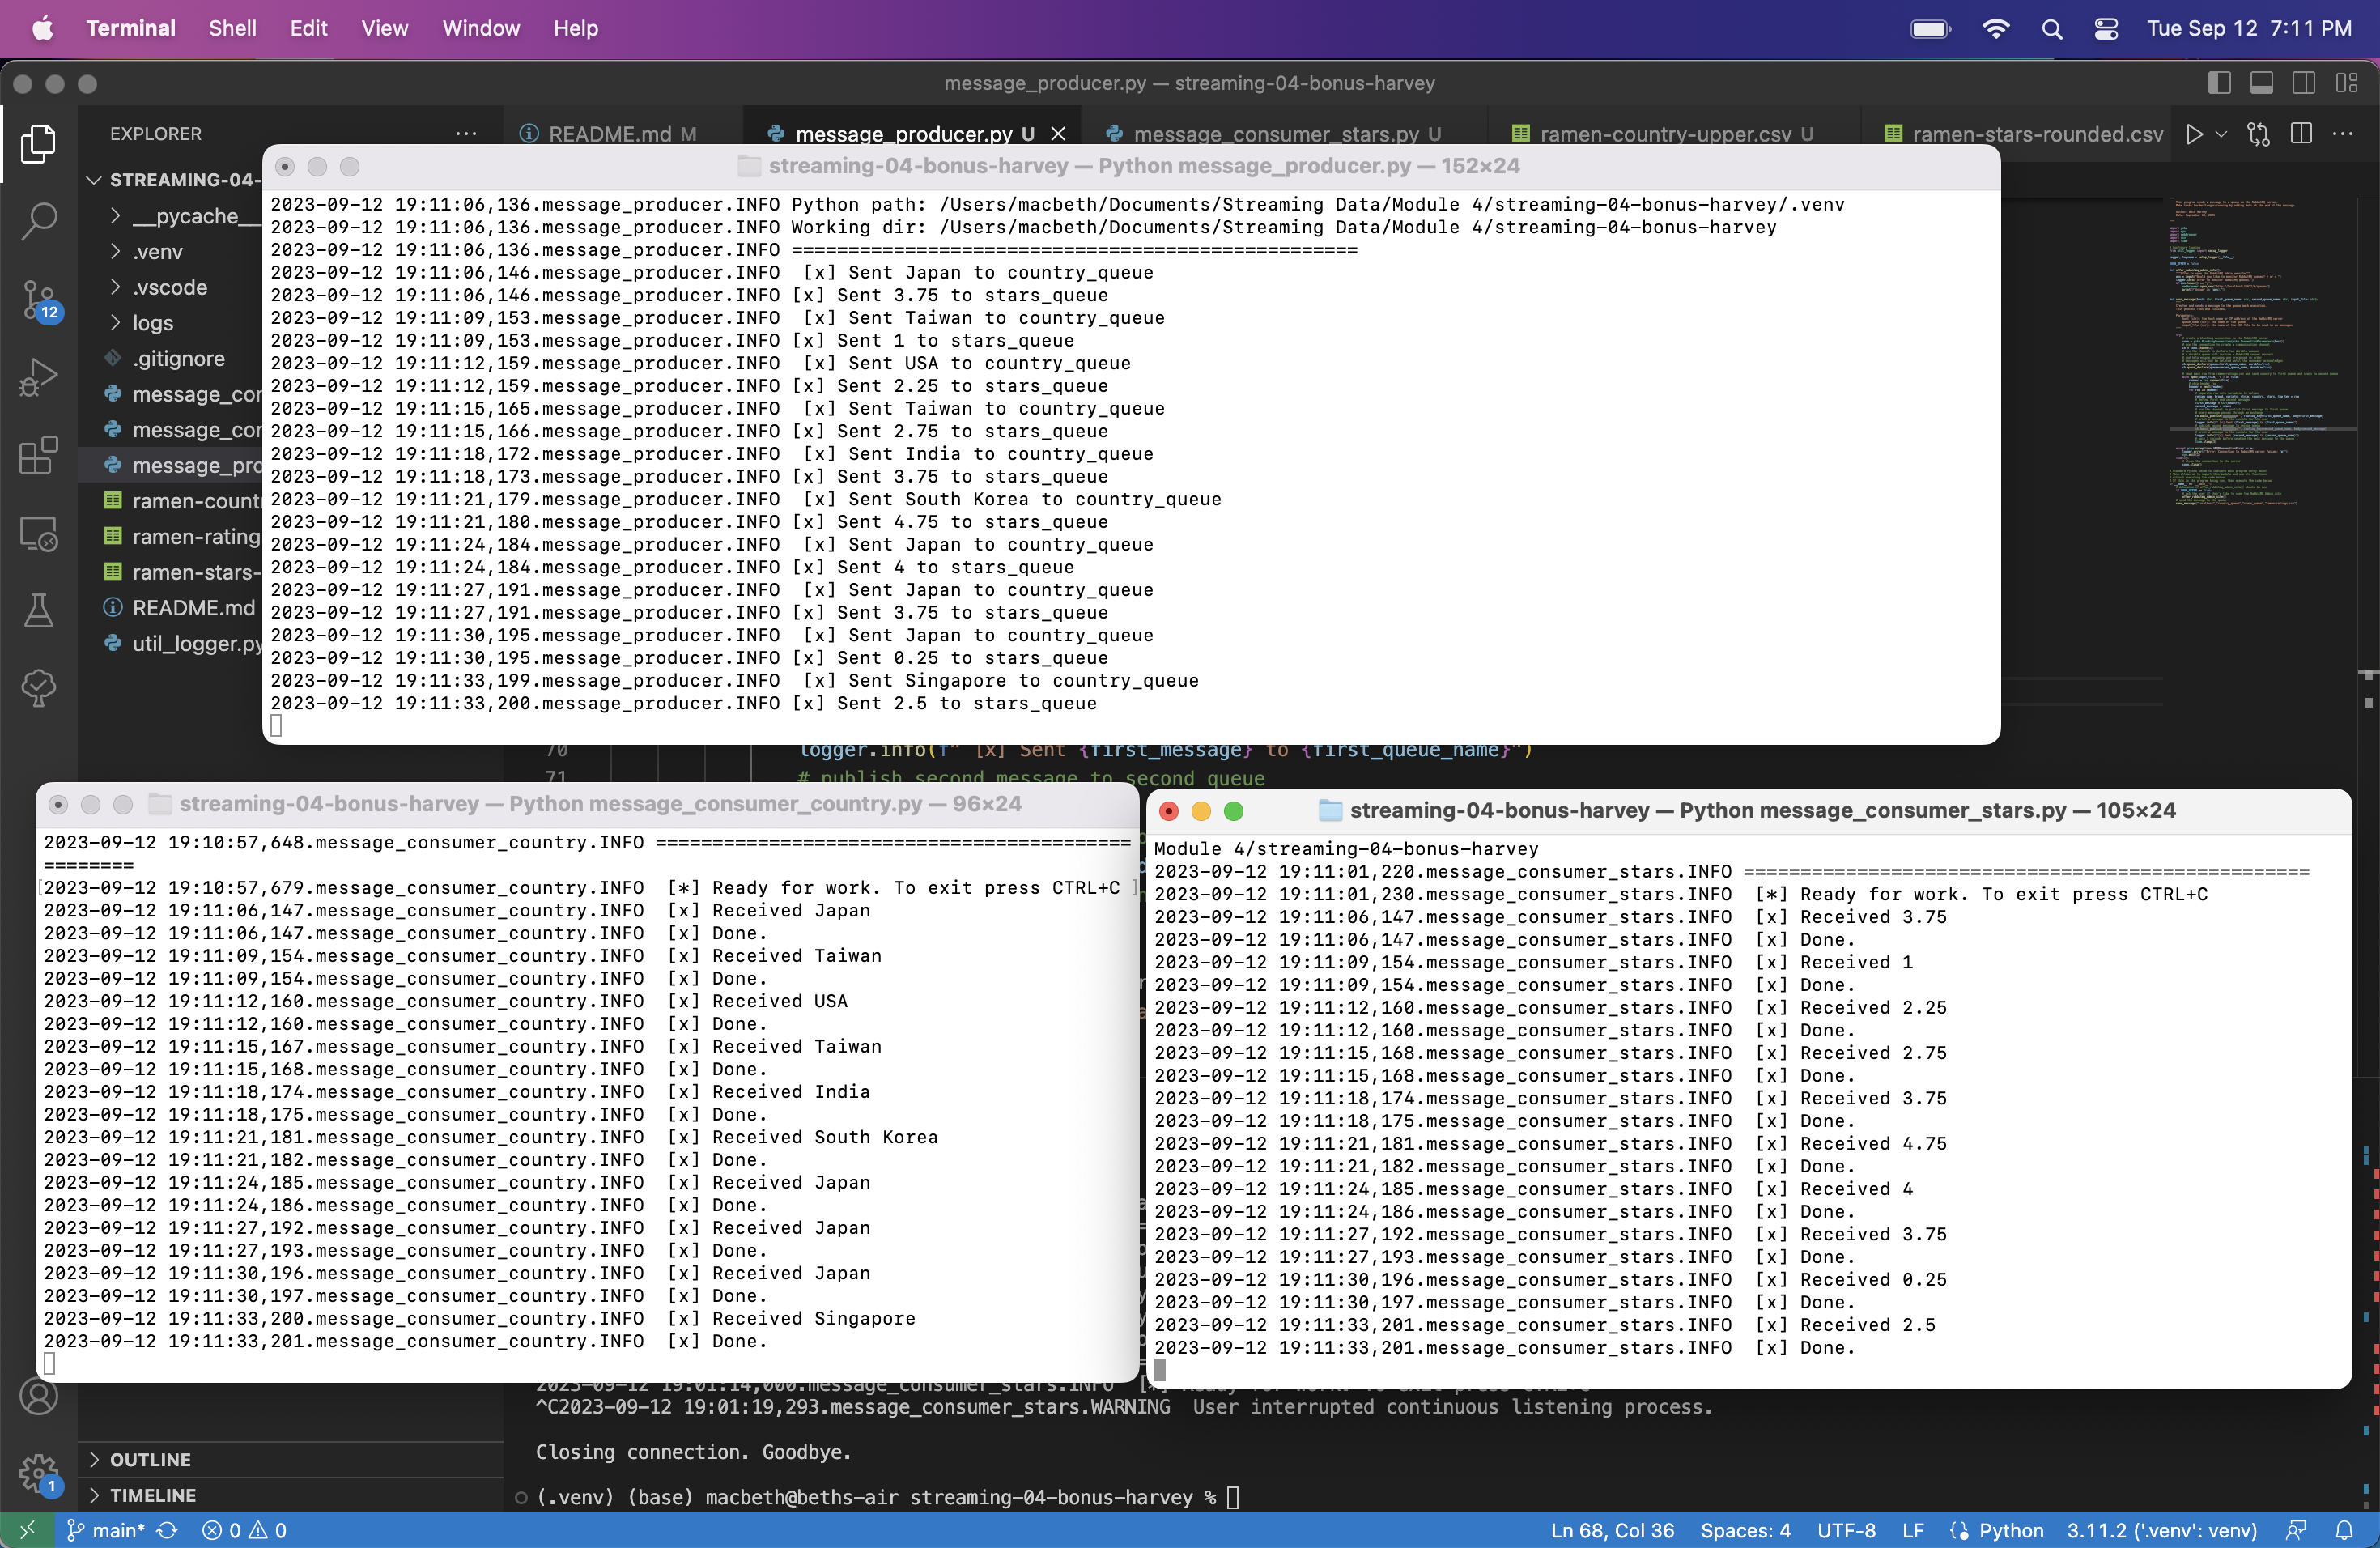 Terminal Shell Edit View Window Help Tue Sep 12 7:11 PM
message_producer.py — streaming-04-bonus-harvey
EXPLORER ··· README.md M message_producer.py U message_consumer_stars.py U ramen-country-upper.csv U ramen-stars-rounded.csv ···
STREAMING-04-
__pycache__
.venv
.vscode
logs
.gitignore
message_cor
message_cor
message_pro
ramen-count
ramen-rating
ramen-stars-
README.md
util_logger.py
12
streaming-04-bonus-harvey — Python message_producer.py — 152×24
2023-09-12 19:11:06,136.message_producer.INFO Python path: /Users/macbeth/Documents/Streaming Data/Module 4/streaming-04-bonus-harvey/.venv
2023-09-12 19:11:06,136.message_producer.INFO Working dir: /Users/macbeth/Documents/Streaming Data/Module 4/streaming-04-bonus-harvey
2023-09-12 19:11:06,136.message_producer.INFO ==================================================
2023-09-12 19:11:06,146.message_producer.INFO  [x] Sent Japan to country_queue
2023-09-12 19:11:06,146.message_producer.INFO [x] Sent 3.75 to stars_queue
2023-09-12 19:11:09,153.message_producer.INFO  [x] Sent Taiwan to country_queue
2023-09-12 19:11:09,153.message_producer.INFO [x] Sent 1 to stars_queue
2023-09-12 19:11:12,159.message_producer.INFO  [x] Sent USA to country_queue
2023-09-12 19:11:12,159.message_producer.INFO [x] Sent 2.25 to stars_queue
2023-09-12 19:11:15,165.message_producer.INFO  [x] Sent Taiwan to country_queue
2023-09-12 19:11:15,166.message_producer.INFO [x] Sent 2.75 to stars_queue
2023-09-12 19:11:18,172.message_producer.INFO  [x] Sent India to country_queue
2023-09-12 19:11:18,173.message_producer.INFO [x] Sent 3.75 to stars_queue
2023-09-12 19:11:21,179.message_producer.INFO  [x] Sent South Korea to country_queue
2023-09-12 19:11:21,180.message_producer.INFO [x] Sent 4.75 to stars_queue
2023-09-12 19:11:24,184.message_producer.INFO  [x] Sent Japan to country_queue
2023-09-12 19:11:24,184.message_producer.INFO [x] Sent 4 to stars_queue
2023-09-12 19:11:27,191.message_producer.INFO  [x] Sent Japan to country_queue
2023-09-12 19:11:27,191.message_producer.INFO [x] Sent 3.75 to stars_queue
2023-09-12 19:11:30,195.message_producer.INFO  [x] Sent Japan to country_queue
2023-09-12 19:11:30,195.message_producer.INFO [x] Sent 0.25 to stars_queue
2023-09-12 19:11:33,199.message_producer.INFO  [x] Sent Singapore to country_queue
2023-09-12 19:11:33,200.message_producer.INFO [x] Sent 2.5 to stars_queue
70 logger.info(f" [x] Sent {first_message} to {first_queue_name}")
71 # publish second message to second queue
streaming-04-bonus-harvey — Python message_consumer_country.py — 96×24
2023-09-12 19:10:57,648.message_consumer_country.INFO ==========================================
========
[2023-09-12 19:10:57,679.message_consumer_country.INFO  [*] Ready for work. To exit press CTRL+C ]
2023-09-12 19:11:06,147.message_consumer_country.INFO  [x] Received Japan
2023-09-12 19:11:06,147.message_consumer_country.INFO  [x] Done.
2023-09-12 19:11:09,154.message_consumer_country.INFO  [x] Received Taiwan
2023-09-12 19:11:09,154.message_consumer_country.INFO  [x] Done.
2023-09-12 19:11:12,160.message_consumer_country.INFO  [x] Received USA
2023-09-12 19:11:12,160.message_consumer_country.INFO  [x] Done.
2023-09-12 19:11:15,167.message_consumer_country.INFO  [x] Received Taiwan
2023-09-12 19:11:15,168.message_consumer_country.INFO  [x] Done.
2023-09-12 19:11:18,174.message_consumer_country.INFO  [x] Received India
2023-09-12 19:11:18,175.message_consumer_country.INFO  [x] Done.
2023-09-12 19:11:21,181.message_consumer_country.INFO  [x] Received South Korea
2023-09-12 19:11:21,182.message_consumer_country.INFO  [x] Done.
2023-09-12 19:11:24,185.message_consumer_country.INFO  [x] Received Japan
2023-09-12 19:11:24,186.message_consumer_country.INFO  [x] Done.
2023-09-12 19:11:27,192.message_consumer_country.INFO  [x] Received Japan
2023-09-12 19:11:27,193.message_consumer_country.INFO  [x] Done.
2023-09-12 19:11:30,196.message_consumer_country.INFO  [x] Received Japan
2023-09-12 19:11:30,197.message_consumer_country.INFO  [x] Done.
2023-09-12 19:11:33,200.message_consumer_country.INFO  [x] Received Singapore
2023-09-12 19:11:33,201.message_consumer_country.INFO  [x] Done.
streaming-04-bonus-harvey — Python message_consumer_stars.py — 105×24
Module 4/streaming-04-bonus-harvey
2023-09-12 19:11:01,220.message_consumer_stars.INFO ==================================================
2023-09-12 19:11:01,230.message_consumer_stars.INFO  [*] Ready for work. To exit press CTRL+C
2023-09-12 19:11:06,147.message_consumer_stars.INFO  [x] Received 3.75
2023-09-12 19:11:06,147.message_consumer_stars.INFO  [x] Done.
2023-09-12 19:11:09,154.message_consumer_stars.INFO  [x] Received 1
2023-09-12 19:11:09,154.message_consumer_stars.INFO  [x] Done.
2023-09-12 19:11:12,160.message_consumer_stars.INFO  [x] Received 2.25
2023-09-12 19:11:12,160.message_consumer_stars.INFO  [x] Done.
2023-09-12 19:11:15,168.message_consumer_stars.INFO  [x] Received 2.75
2023-09-12 19:11:15,168.message_consumer_stars.INFO  [x] Done.
2023-09-12 19:11:18,174.message_consumer_stars.INFO  [x] Received 3.75
2023-09-12 19:11:18,175.message_consumer_stars.INFO  [x] Done.
2023-09-12 19:11:21,181.message_consumer_stars.INFO  [x] Received 4.75
2023-09-12 19:11:21,182.message_consumer_stars.INFO  [x] Done.
2023-09-12 19:11:24,185.message_consumer_stars.INFO  [x] Received 4
2023-09-12 19:11:24,186.message_consumer_stars.INFO  [x] Done.
2023-09-12 19:11:27,192.message_consumer_stars.INFO  [x] Received 3.75
2023-09-12 19:11:27,193.message_consumer_stars.INFO  [x] Done.
2023-09-12 19:11:30,196.message_consumer_stars.INFO  [x] Received 0.25
2023-09-12 19:11:30,197.message_consumer_stars.INFO  [x] Done.
2023-09-12 19:11:33,201.message_consumer_stars.INFO  [x] Received 2.5
2023-09-12 19:11:33,201.message_consumer_stars.INFO  [x] Done.
2023-09-12 19:01:14,000.message_consumer_stars.INFO  [*] Ready for work. To exit press CTRL+C
^C2023-09-12 19:01:19,293.message_consumer_stars.WARNING  User interrupted continuous listening process.
Closing connection. Goodbye.
(.venv) (base) macbeth@beths-air streaming-04-bonus-harvey %
OUTLINE
1
TIMELINE
main* 0 0 Ln 68, Col 36 Spaces: 4 UTF-8 LF Python 3.11.2 ('.venv': venv)